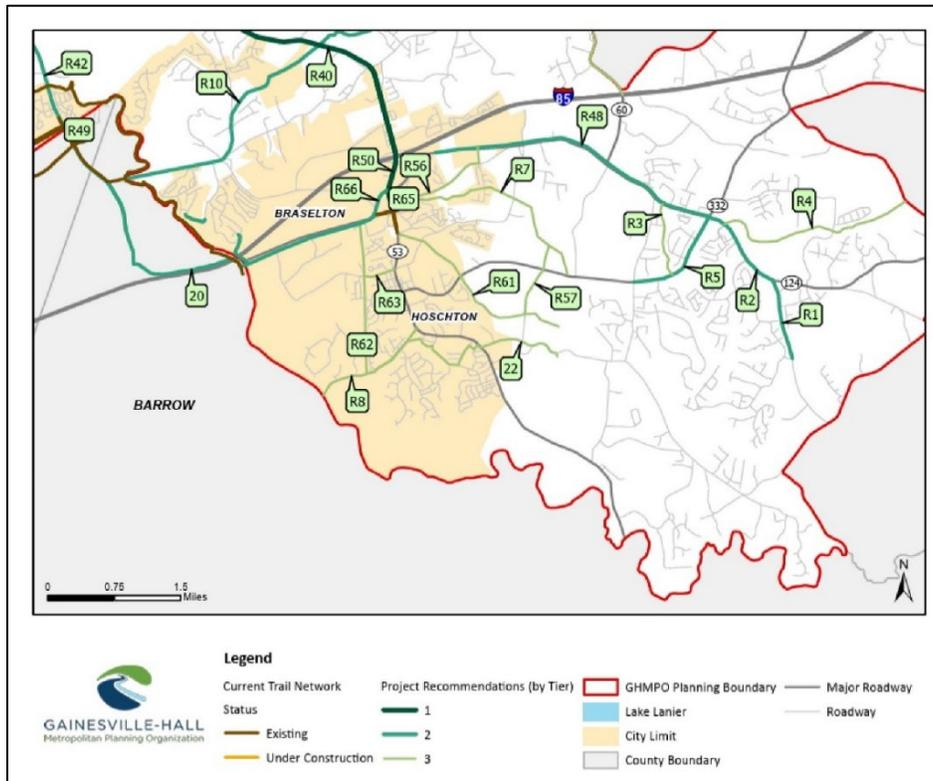 R42
R10
R40
85
60
R49
R48
R50
R56
R7
R66
R65
BRASELTON
332
R4
R3
53
R5
R2
124
20
R63
R61
R57
R1
HOSCHTON
R62
22
R8
BARROW
0 0.75 1.5
Miles
N
Legend
Current Trail Network
Status
Existing
Under Construction
Project Recommendations (by Tier)
1
2
3
GHMPO Planning Boundary
Lake Lanier
City Limit
County Boundary
Major Roadway
Roadway
GAINESVILLE-HALL
Metropolitan Planning Organization